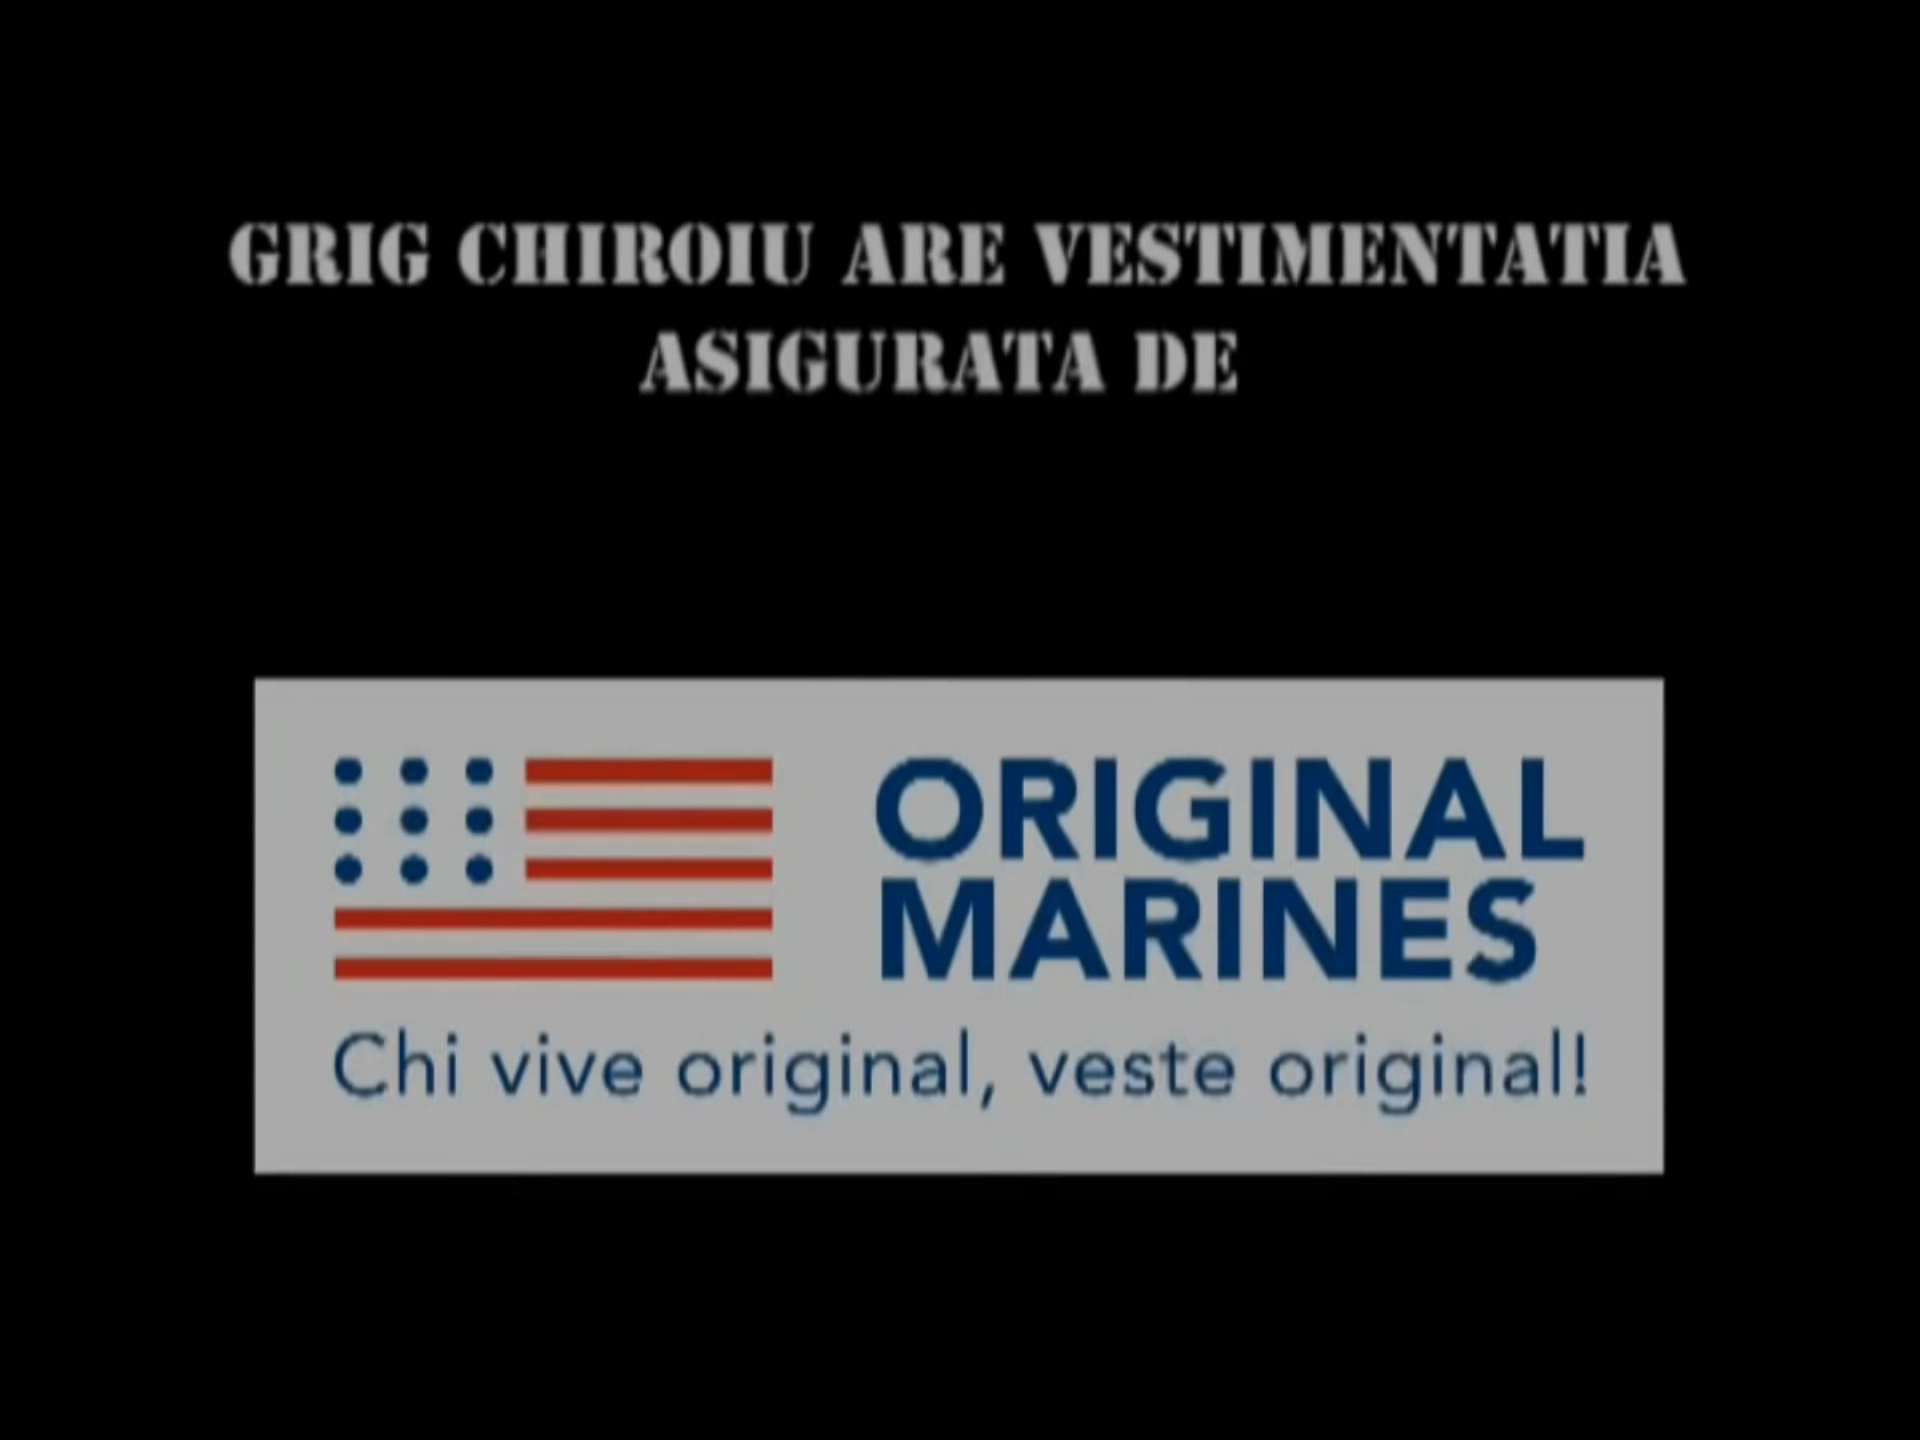 GRIG CHIROIU ARE VESTIMENTATIA
ASIGURATA DE
ORIGINAL
MARINES
Chi vive original, veste original!